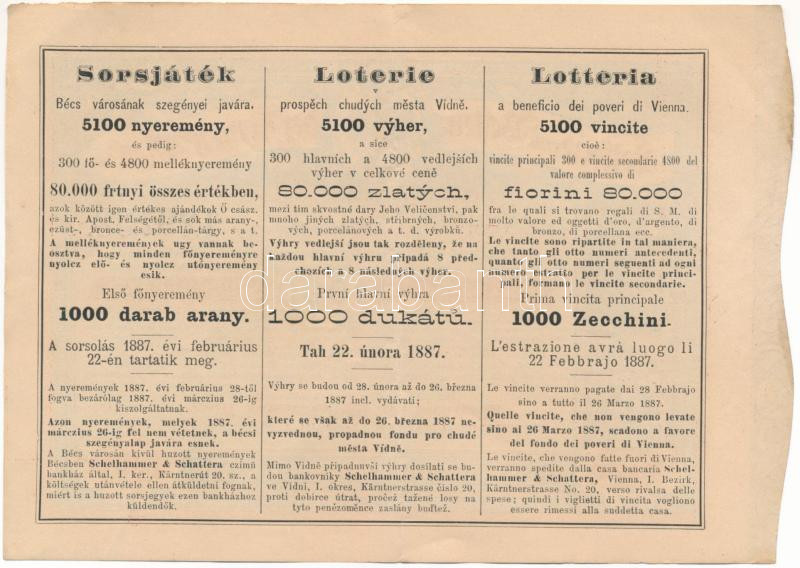 Sorsjáték
Bécs városának szegényei javára.
5100 nyeremény,
és pedig:
300 fő- és 4800 melléknyeremény
80.000 frtnyi összes értékben,
azok között igen értékes ajándékok Ő csász.
és kir. Apost. Felségétől, és sok más arany-,
ezüst-, bronce- és porcellán-tárgy, s a t.
A melléknyeremények ugy vannak be-
osztva, hogy minden főnyereményre
nyolcz elő- és nyolcz utónyeremény
esik.
Első főnyeremény
1000 darab arany.
A sorsolás 1887. évi február​ius
22-én tartatik meg.
A nyeremények 1887. évi február​ius 28-től
fogva bezárólag 1887. évi márczius 26-ig
kiszolgáltatnak.
Azon nyeremények, melyek 1887. évi
márczius 26-ig fel nem vétetnek, a bécsi
szegényalap javára esnek.
A Bécs városán kivül huzott nyeremények
Bécsben Schelhammer & Schattera czimű
bankház által, I. ker., Kärntnerút 20. sz., a
költségek utánvétele ellen átküldetni fognak,
miért is a huzott sorsjegyek ezen bankházhoz
küldendők.
Loterie
v
prospěch chudých města Vídně.
5100 výher,
a sice
300 hlavních a 4800 vedlejších
výher v celkové ceně
80.000 zlatých,
mezi tím skvostné dary Jeho Veličenství, pak
mnoho jiných zlatých, stříbrných, bronzo-
vých, porcelánových a t. d. výrobků.
Výhry vedlejší jsou tak rozděleny, že na
každou hlavní výhru připadá 8 před-
chozích a 8 následných výher.
První hlavní výhra
1000 dukátů.
Tah 22. února 1887.
Výhry se budou od 28. února až do 26. března
1887 incl. vydávati;
které se však až do 26. března 1887 ne-
vyzvednou, propadnou fondu pro chudé
města Vídně.
Mimo Vídně připadnuvší výhry dosílati se bu-
dou bankovníky Schelhammer & Schattera
ve Vídni, I. okres, Kärntnerstrasse číslo 20,
proti dobírce útrat, pročež tažené losy na
tyto penězoměnce zaslány buďtež.
Lotteria
a beneficio dei poveri di Vienna.
5100 vincite
cioè:
vincite principali 300 e vincite secondarie 4800 del
valore complessivo di
fiorini 80.000
fra le quali si trovano regali di S. M. di
molto valore ed oggetti d'oro, d'argento, di
bronzo, di porcellana ecc.
Le vincite sono ripartite in tal maniera,
che tanto gli otto numeri antecedenti,
quanto gli otto numeri seguenti ad ogni
numero estratto per le vincite princi-
pali, formano le vincite secondarie.
Prima vincita principale
1000 Zecchini.
L'estrazione avrà luogo li
22 Febbrajo 1887.
Le vincite verranno pagate dai 28 Febbrajo
sino a tutto il 26 Marzo 1887.
Quelle vincite, che non vengono levate
sino ai 26 Marzo 1887, scadono a favore
del fondo dei poveri di Vienna.
Le vincite, che vengono fatte fuori di Vienna,
verranno spedite dalla casa bancaria Schel-
hammer & Schattera, Vienna, I. Bezirk,
Kärntnerstrasse No. 20, verso rivalsa delle
spese; quindi i viglietti di vincita vogliono
essere rimessi alla suddetta casa.
darabanth